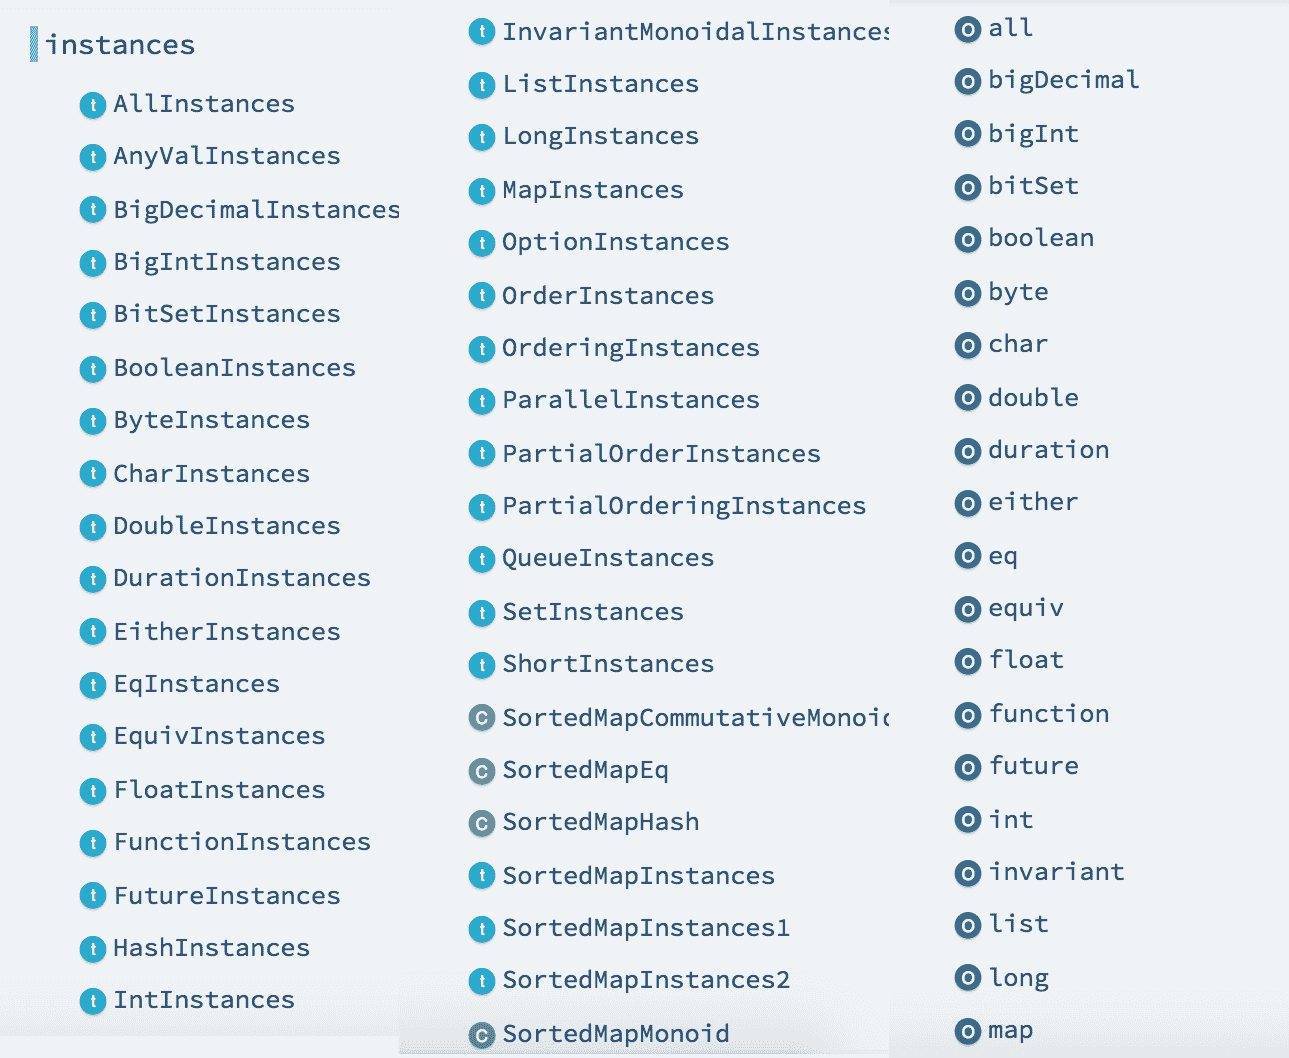 instances
t AllInstances
t AnyValInstances
t BigDecimalInstances
t BigIntInstances
t BitSetInstances
t BooleanInstances
t ByteInstances
t CharInstances
t DoubleInstances
t DurationInstances
t EitherInstances
t EqInstances
t EquivInstances
t FloatInstances
t FunctionInstances
t FutureInstances
t HashInstances
t IntInstances
t InvariantMonoidalInstances
t ListInstances
t LongInstances
t MapInstances
t OptionInstances
t OrderInstances
t OrderingInstances
t ParallelInstances
t PartialOrderInstances
t PartialOrderingInstances
t QueueInstances
t SetInstances
t ShortInstances
C SortedMapCommutativeMonoid
C SortedMapEq
C SortedMapHash
t SortedMapInstances
t SortedMapInstances1
t SortedMapInstances2
C SortedMapMonoid
O all
O bigDecimal
O bigInt
O bitSet
O boolean
O byte
O char
O double
O duration
O either
O eq
O equiv
O float
O function
O future
O int
O invariant
O list
O long
O map